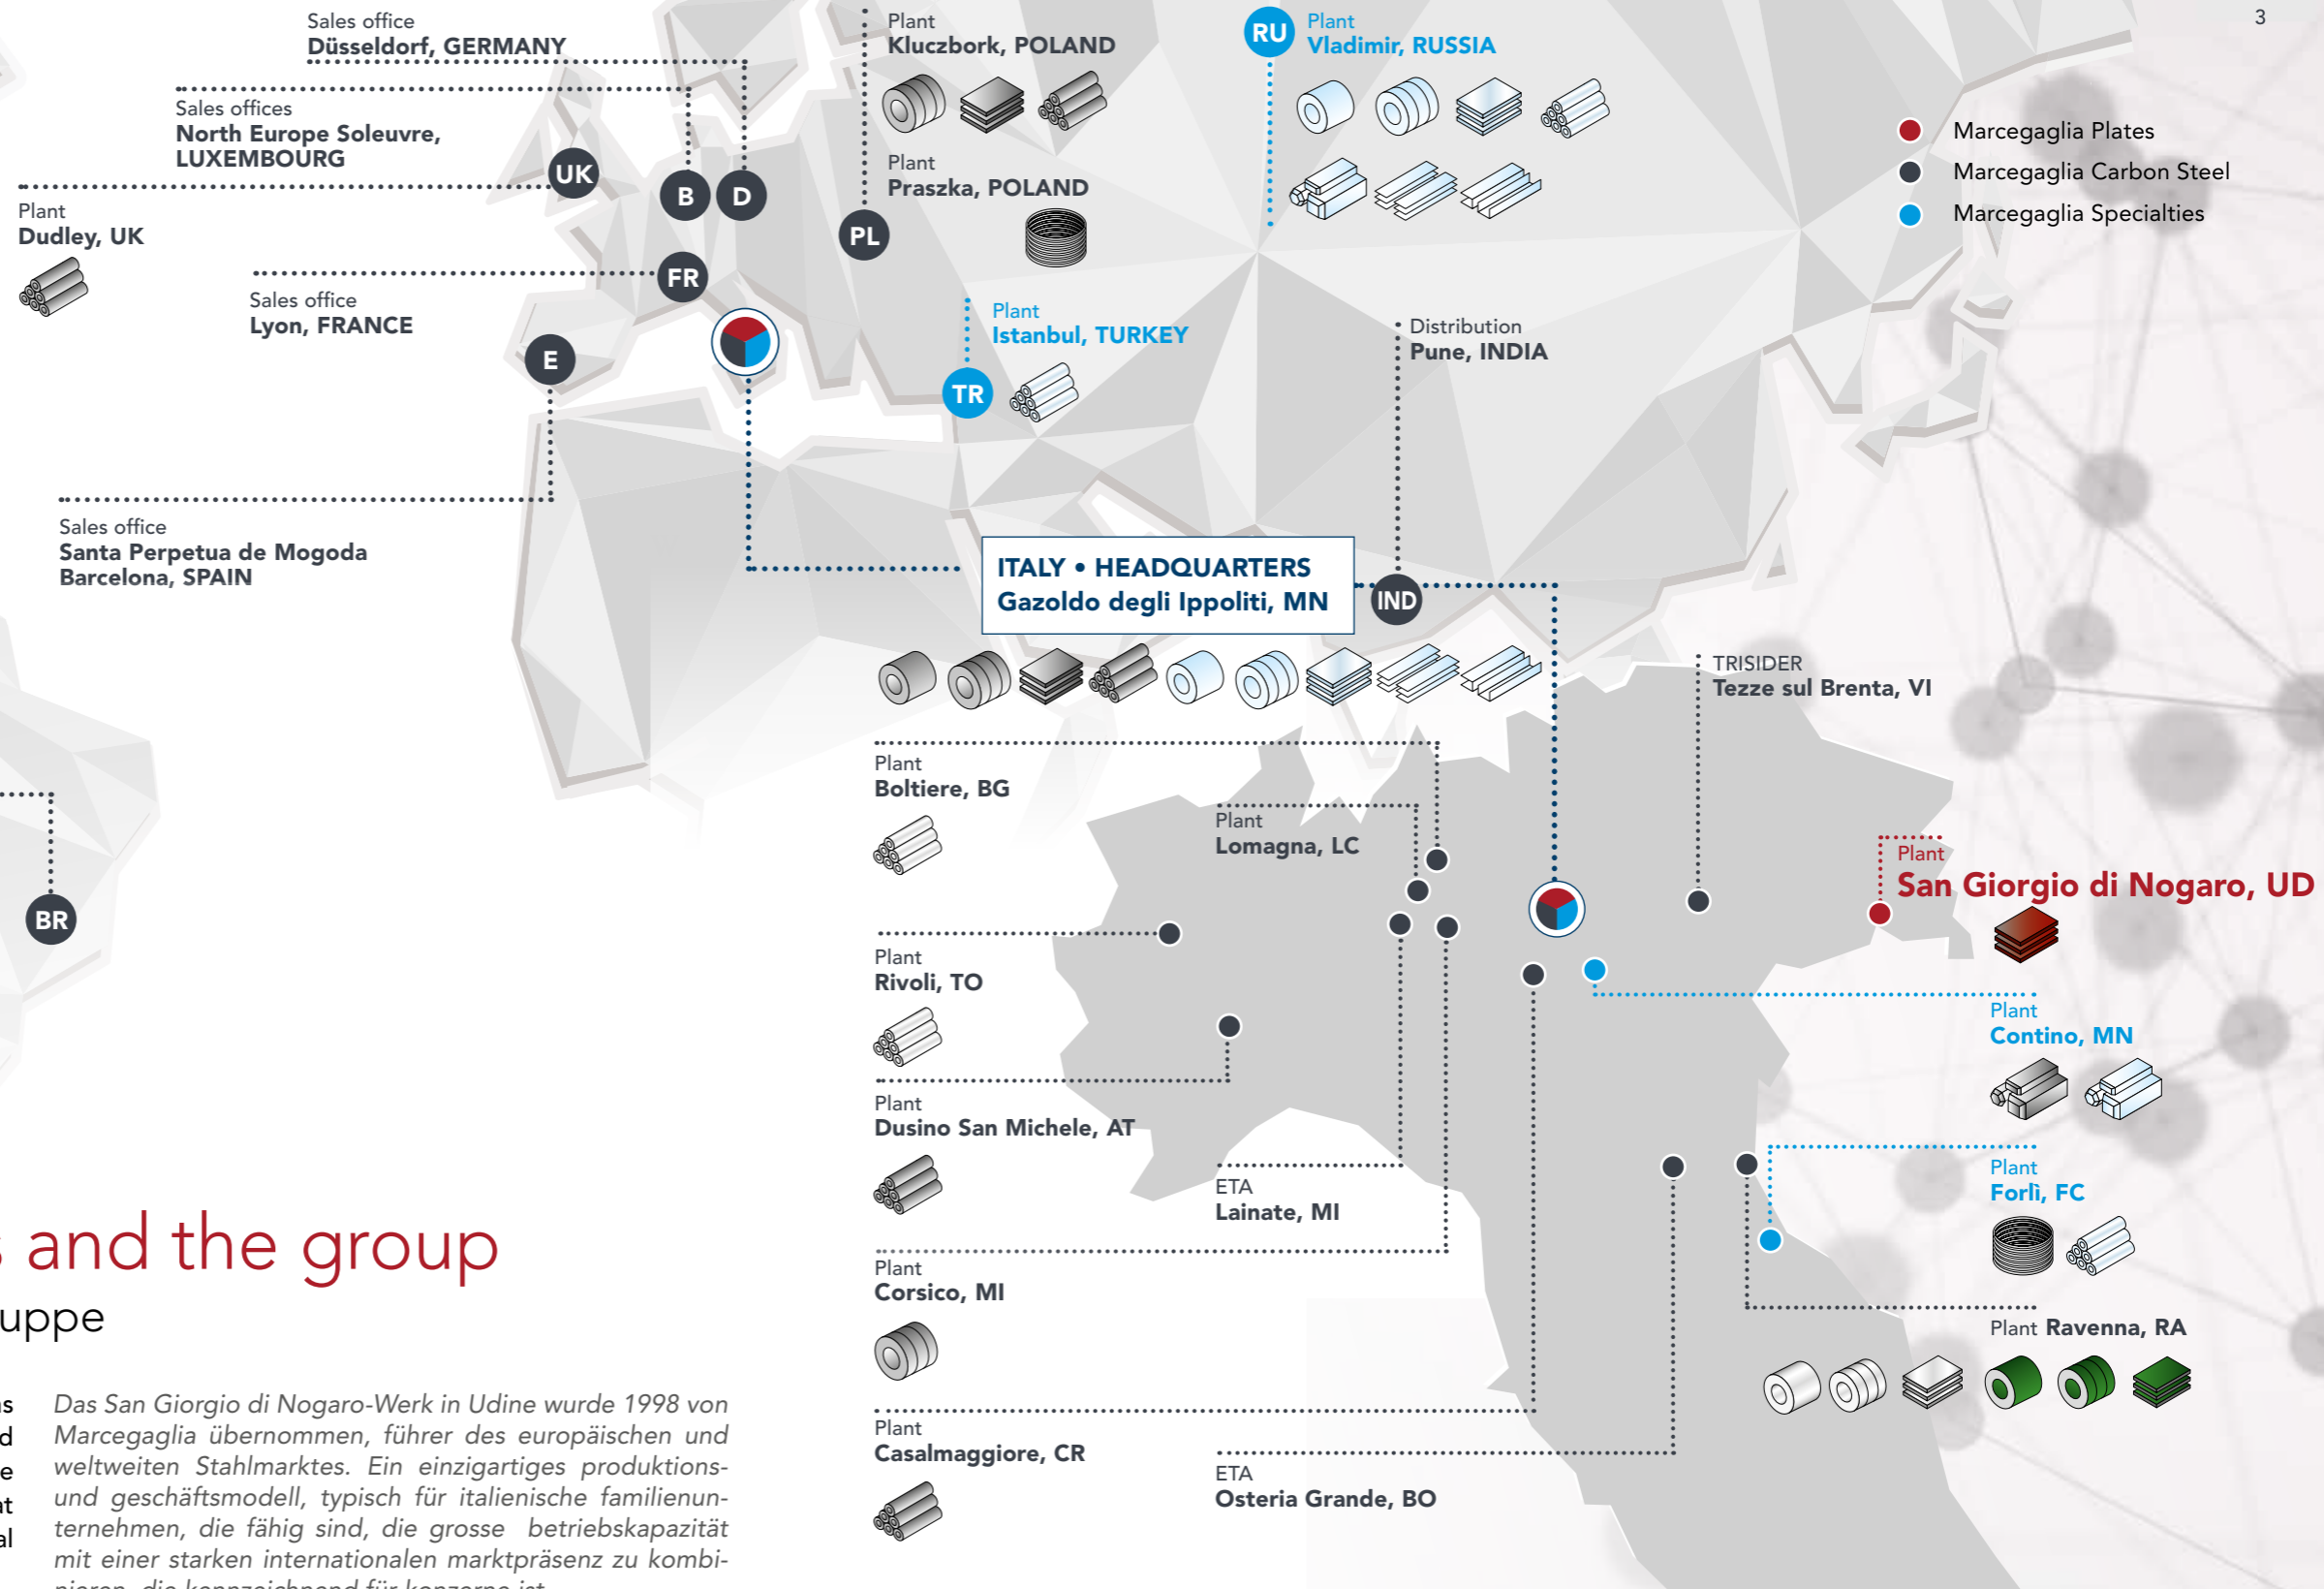 3
Sales office
Düsseldorf, GERMANY
Sales offices
North Europe Soleuvre,
LUXEMBOURG
Plant
Dudley, UK
Sales office
Lyon, FRANCE
Sales office
Santa Perpetua de Mogoda
Barcelona, SPAIN
UK
B
D
FR
E
PL
Plant
Kluczbork, POLAND
Plant
Praszka, POLAND
RU
Plant
Vladimir, RUSSIA
Marcegaglia Plates
Marcegaglia Carbon Steel
Marcegaglia Specialties
Plant
Istanbul, TURKEY
TR
Distribution
Pune, INDIA
IND
ITALY • HEADQUARTERS
Gazoldo degli Ippoliti, MN
TRISIDER
Tezze sul Brenta, VI
Plant
Boltiere, BG
Plant
Lomagna, LC
Plant
San Giorgio di Nogaro, UD
BR
Plant
Rivoli, TO
Plant
Contino, MN
Plant
Dusino San Michele, AT
ETA
Lainate, MI
Plant
Forlì, FC
Plant
Corsico, MI
Plant Ravenna, RA
Plant
Casalmaggiore, CR
ETA
Osteria Grande, BO
and the group
uppe
Das San Giorgio di Nogaro-Werk in Udine wurde 1998 von
Marcegaglia übernommen, führer des europäischen und
weltweiten Stahlmarktes. Ein einzigartiges produktions-
und geschäftsmodell, typisch für italienische familienun-
ternehmen, die fähig sind, die grosse betriebskapazität
mit einer starken internationalen marktpräsenz zu kombi-
nieren, die kennzeichnend für konzerne ist.